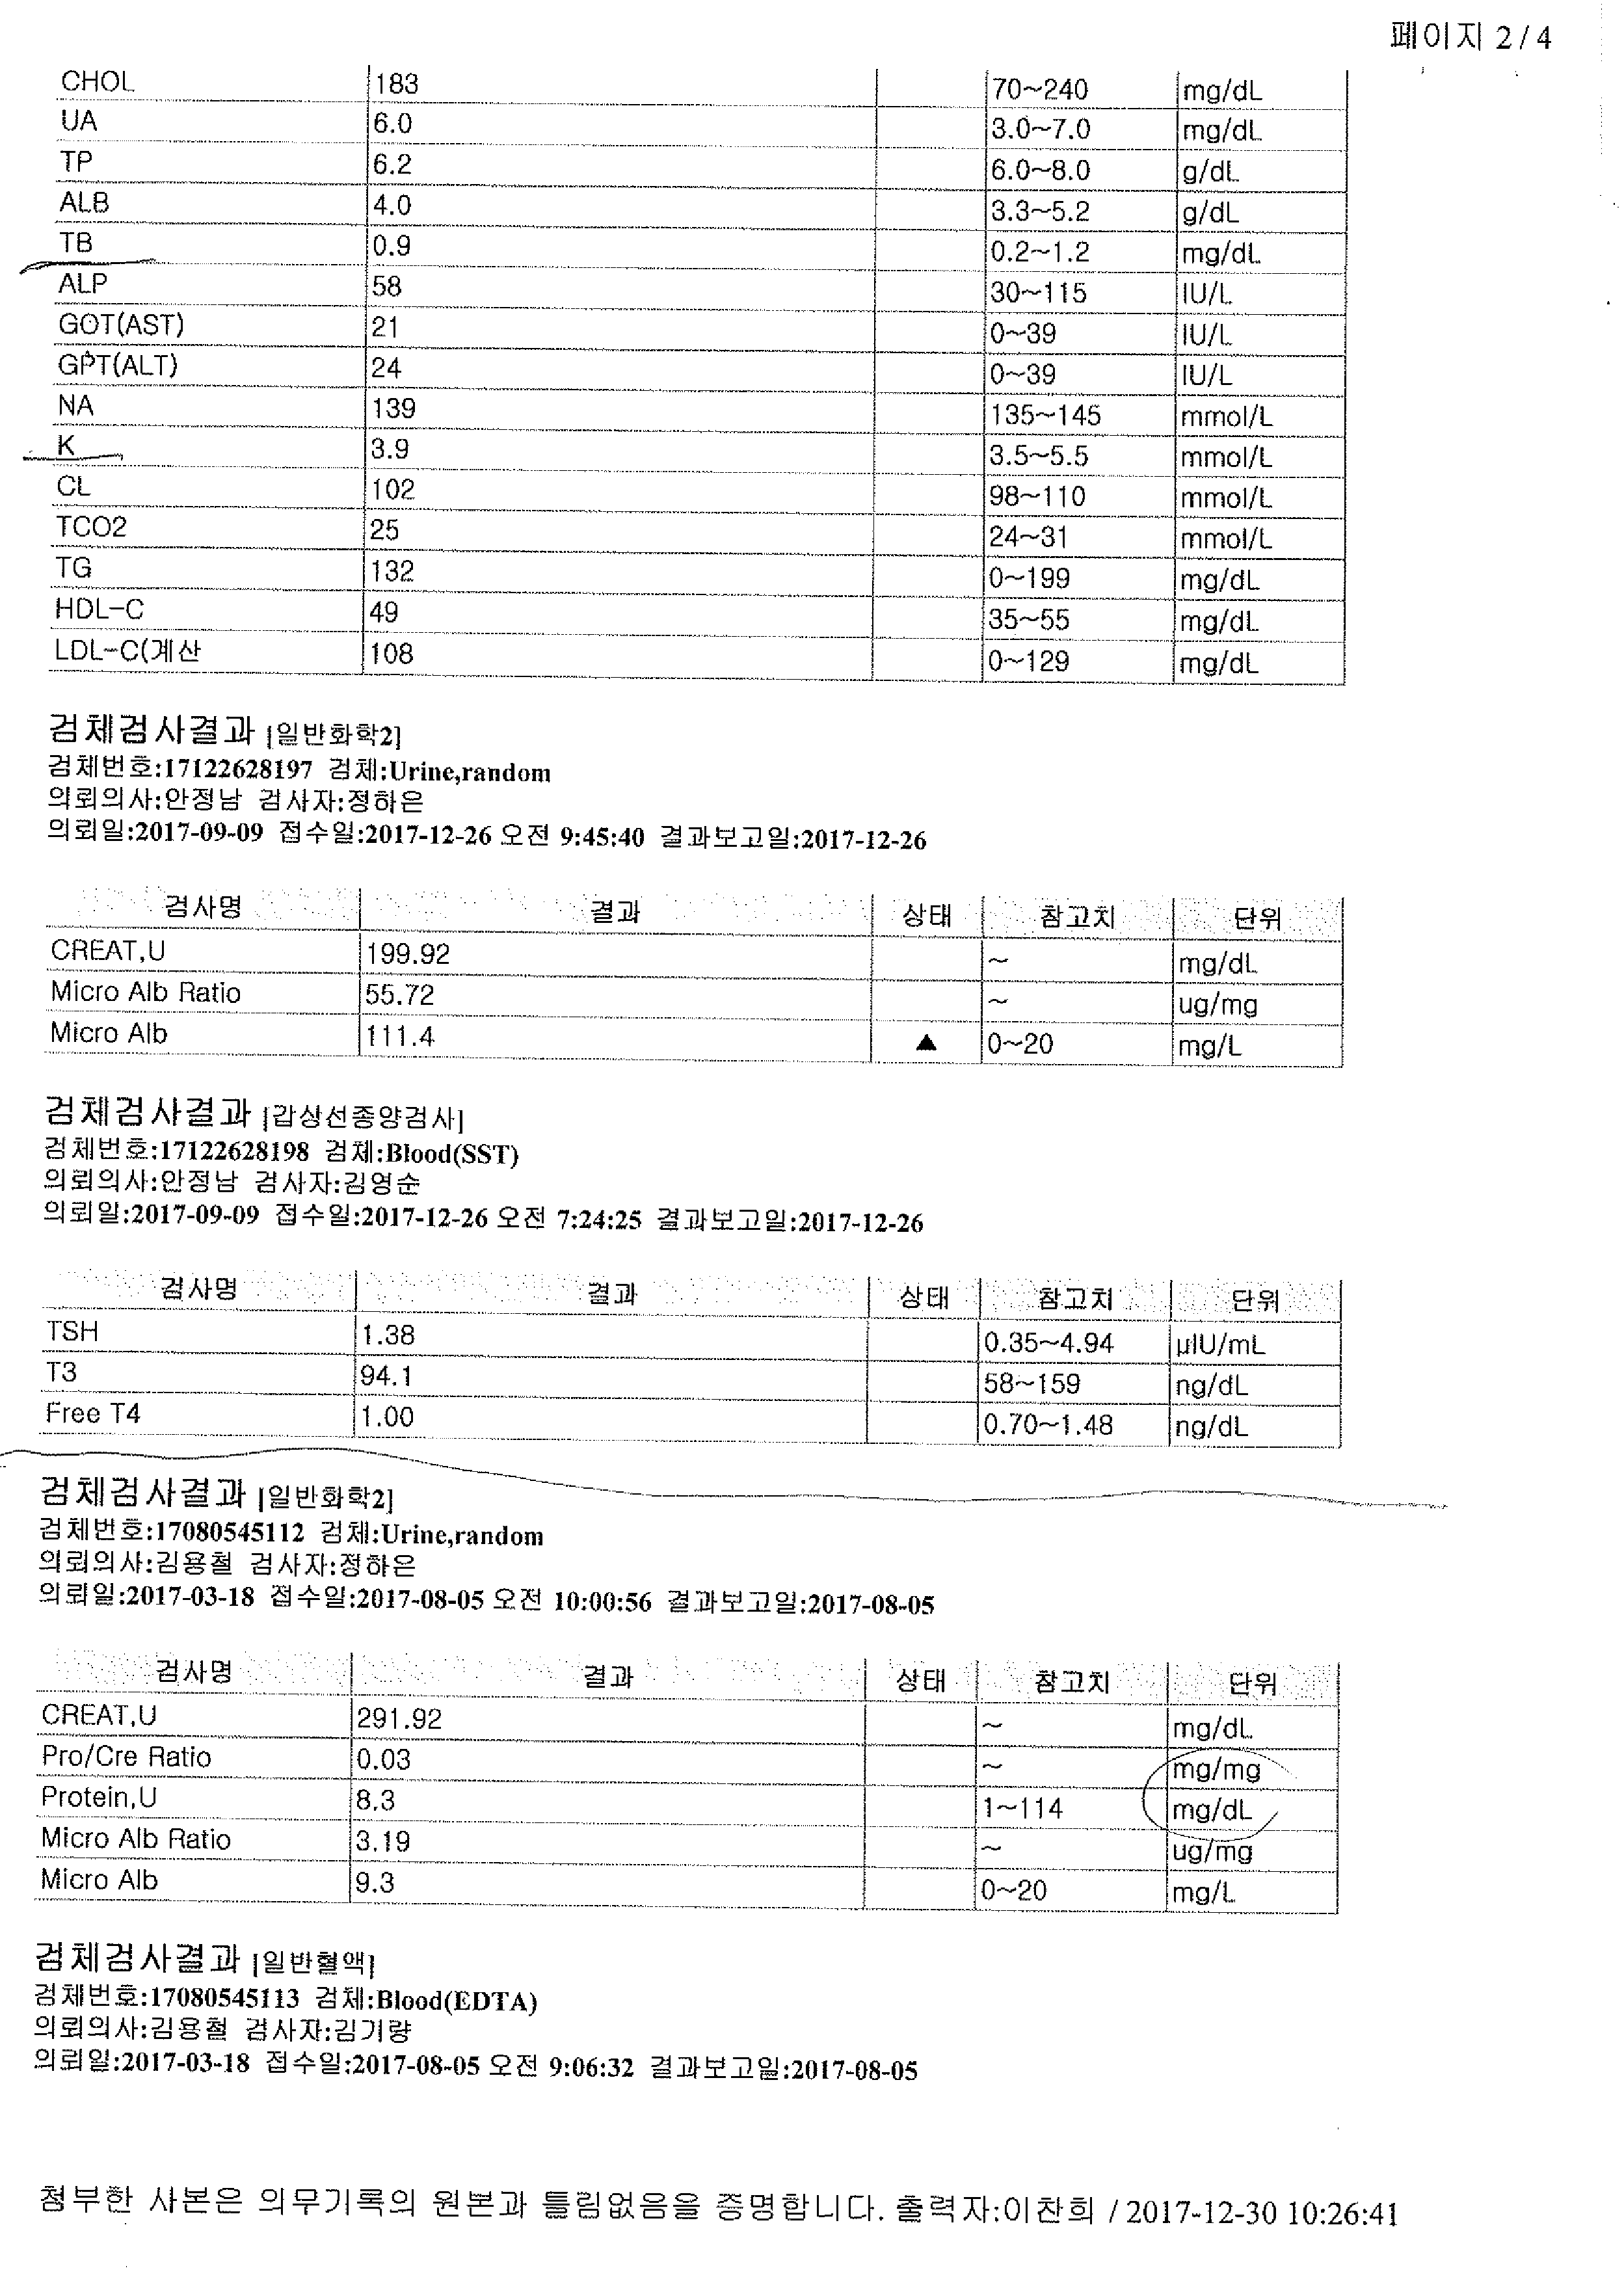 페이지 2 / 4
CHOL 183 70~240 mg/dL
UA 6.0 3.0~7.0 mg/dL
TP 6.2 6.0~8.0 g/dL
ALB 4.0 3.3~5.2 g/dL
TB 0.9 0.2~1.2 mg/dL
ALP 58 30~115 IU/L
GOT(AST) 21 0~39 IU/L
GPT(ALT) 24 0~39 IU/L
NA 139 135~145 mmol/L
K 3.9 3.5~5.5 mmol/L
CL 102 98~110 mmol/L
TCO2 25 24~31 mmol/L
TG 132 0~199 mg/dL
HDL-C 49 35~55 mg/dL
LDL-C(계산 108 0~129 mg/dL
검체검사결과 [일반화학2]
검체번호:17122628197 검체:Urine,random
의뢰의사:안정남 검사자:정하은
의뢰일:2017-09-09 접수일:2017-12-26 오전 9:45:40 결과보고일:2017-12-26
검사명 결과 상태 참고치 단위
CREAT,U 199.92 ~ mg/dL
Micro Alb Ratio 55.72 ~ ug/mg
Micro Alb 111.4 ▲ 0~20 mg/L
검체검사결과 [갑상선종양검사]
검체번호:17122628198 검체:Blood(SST)
의뢰의사:안정남 검사자:김영순
의뢰일:2017-09-09 접수일:2017-12-26 오전 7:24:25 결과보고일:2017-12-26
검사명 결과 상태 참고치 단위
TSH 1.38 0.35~4.94 µIU/mL
T3 94.1 58~159 ng/dL
Free T4 1.00 0.70~1.48 ng/dL
검체검사결과 [일반화학2]
검체번호:17080545112 검체:Urine,random
의뢰의사:김용철 검사자:정하은
의뢰일:2017-03-18 접수일:2017-08-05 오전 10:00:56 결과보고일:2017-08-05
검사명 결과 상태 참고치 단위
CREAT,U 291.92 ~ mg/dL
Pro/Cre Ratio 0.03 ~ mg/mg
Protein,U 8.3 1~114 mg/dL
Micro Alb Ratio 3.19 ~ ug/mg
Micro Alb 9.3 0~20 mg/L
검체검사결과 [일반혈액]
검체번호:17080545113 검체:Blood(EDTA)
의뢰의사:김용철 검사자:김기량
의뢰일:2017-03-18 접수일:2017-08-05 오전 9:06:32 결과보고일:2017-08-05
첨부한 사본은 의무기록의 원본과 틀림없음을 증명합니다. 출력자:이찬희 / 2017-12-30 10:26:41